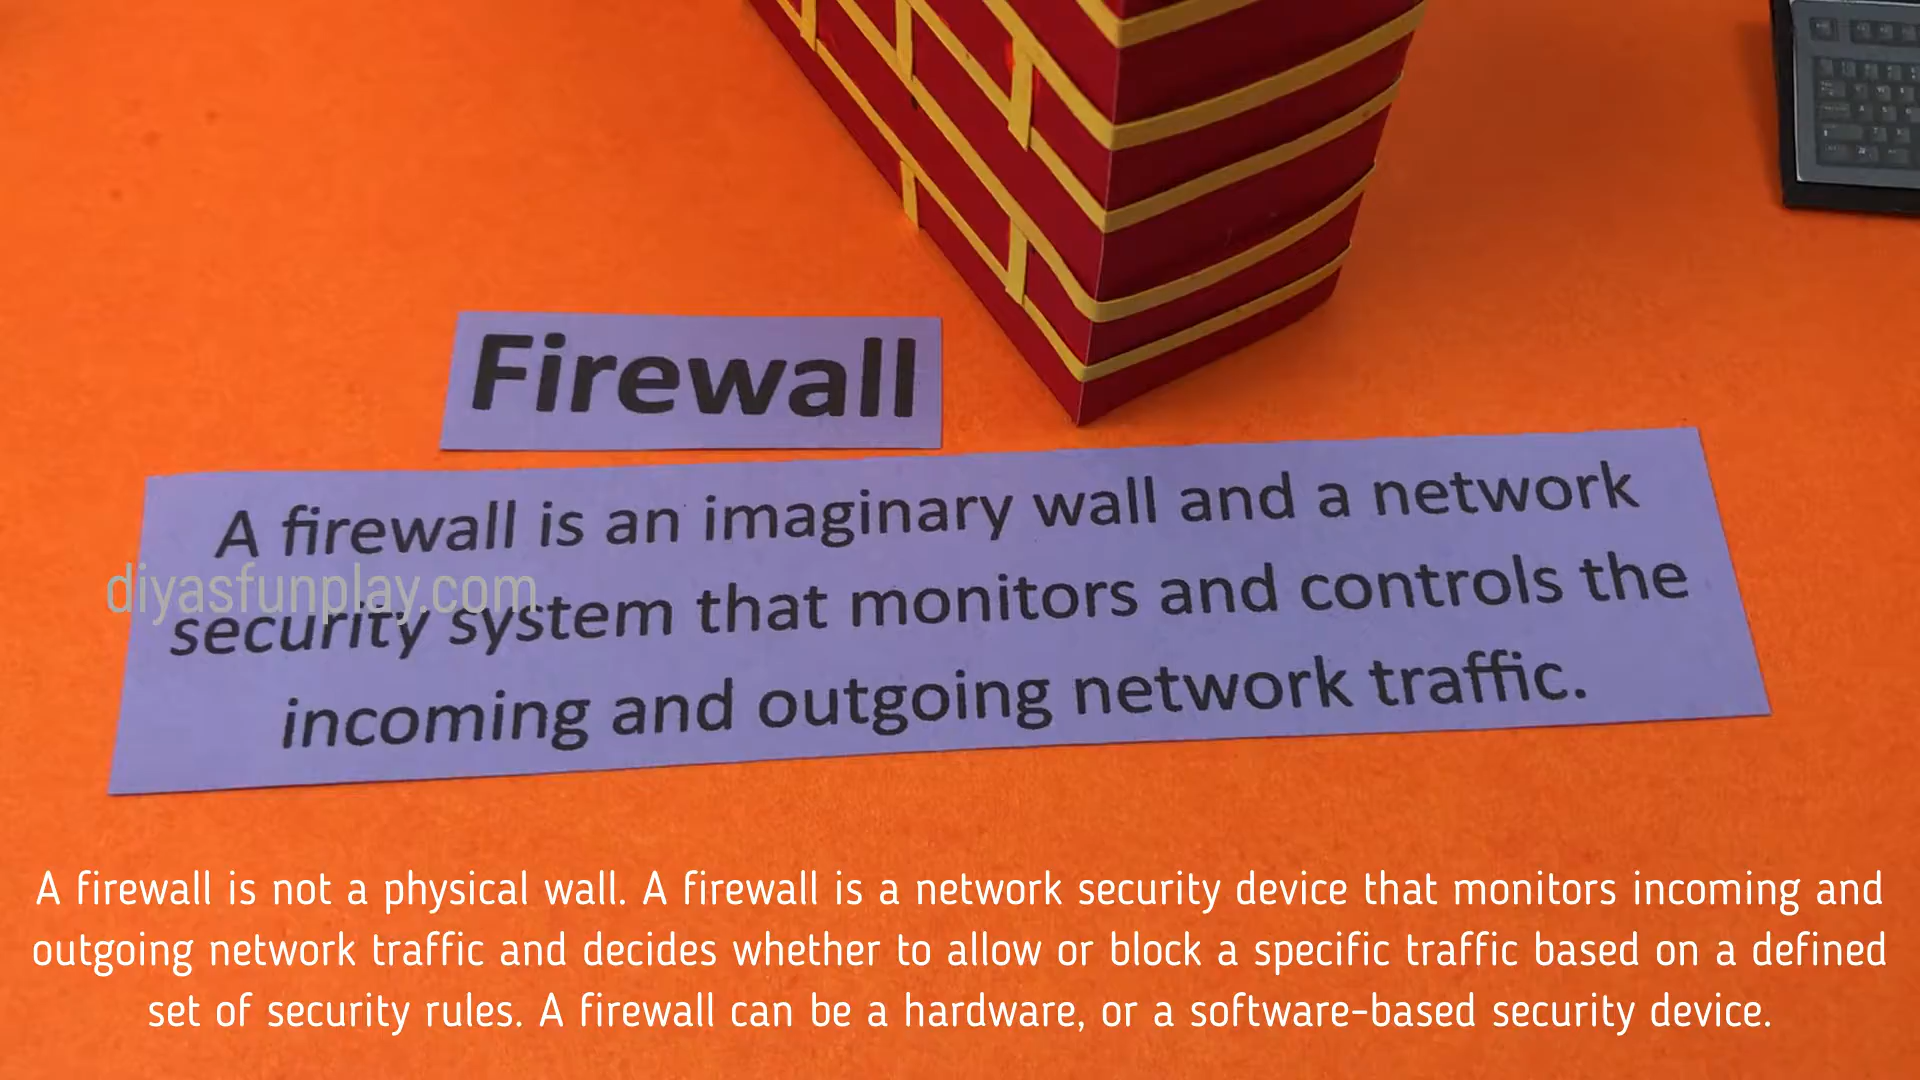 Firewall
A firewall is an imaginary wall and a network
diyasfunplay.com
security system that monitors and controls the
incoming and outgoing network traffic.
A firewall is not a physical wall. A firewall is a network security device that monitors incoming and
outgoing network traffic and decides whether to allow or block a specific traffic based on a defined
set of security rules. A firewall can be a hardware, or a software-based security device.